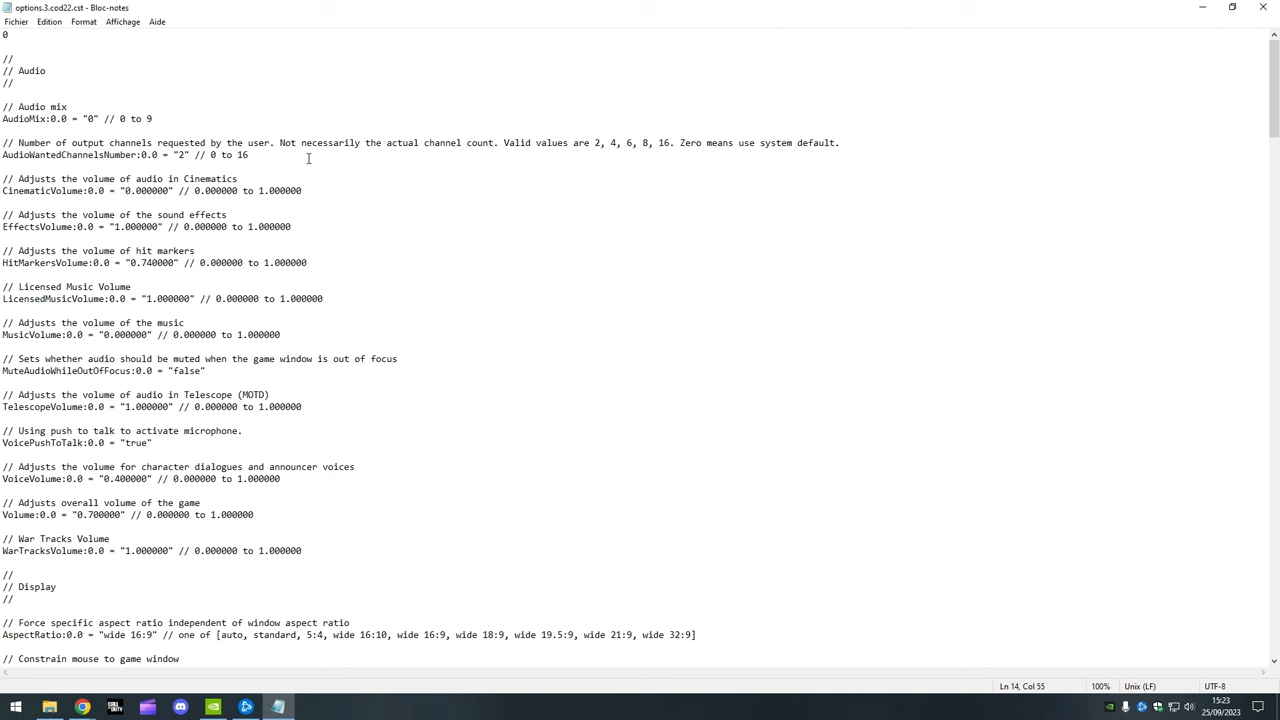 options.3.cod22.cst - Bloc-notes
Fichier Edition Format Affichage Aide
0
//
// Audio
//
// Audio mix
AudioMix:0.0 = "0" // 0 to 9
// Number of output channels requested by the user. Not necessarily the actual channel count. Valid values are 2, 4, 6, 8, 16. Zero means use system default.
AudioWantedChannelsNumber:0.0 = "2" // 0 to 16
// Adjusts the volume of audio in Cinematics
CinematicVolume:0.0 = "0.000000" // 0.000000 to 1.000000
// Adjusts the volume of the sound effects
EffectsVolume:0.0 = "1.000000" // 0.000000 to 1.000000
// Adjusts the volume of hit markers
HitMarkersVolume:0.0 = "0.740000" // 0.000000 to 1.000000
// Licensed Music Volume
LicensedMusicVolume:0.0 = "1.000000" // 0.000000 to 1.000000
// Adjusts the volume of the music
MusicVolume:0.0 = "0.000000" // 0.000000 to 1.000000
// Sets whether audio should be muted when the game window is out of focus
MuteAudioWhileOutOfFocus:0.0 = "false"
// Adjusts the volume of audio in Telescope (MOTD)
TelescopeVolume:0.0 = "1.000000" // 0.000000 to 1.000000
// Using push to talk to activate microphone.
VoicePushToTalk:0.0 = "true"
// Adjusts the volume for character dialogues and announcer voices
VoiceVolume:0.0 = "0.400000" // 0.000000 to 1.000000
// Adjusts overall volume of the game
Volume:0.0 = "0.700000" // 0.000000 to 1.000000
// War Tracks Volume
WarTracksVolume:0.0 = "1.000000" // 0.000000 to 1.000000
//
// Display
//
// Force specific aspect ratio independent of window aspect ratio
AspectRatio:0.0 = "wide 16:9" // one of [auto, standard, 5:4, wide 16:10, wide 16:9, wide 18:9, wide 19.5:9, wide 21:9, wide 32:9]
// Constrain mouse to game window
Ln 14, Col 55 100% Unix (LF) UTF-8
CALL OF DUTY
15:23
25/09/2023